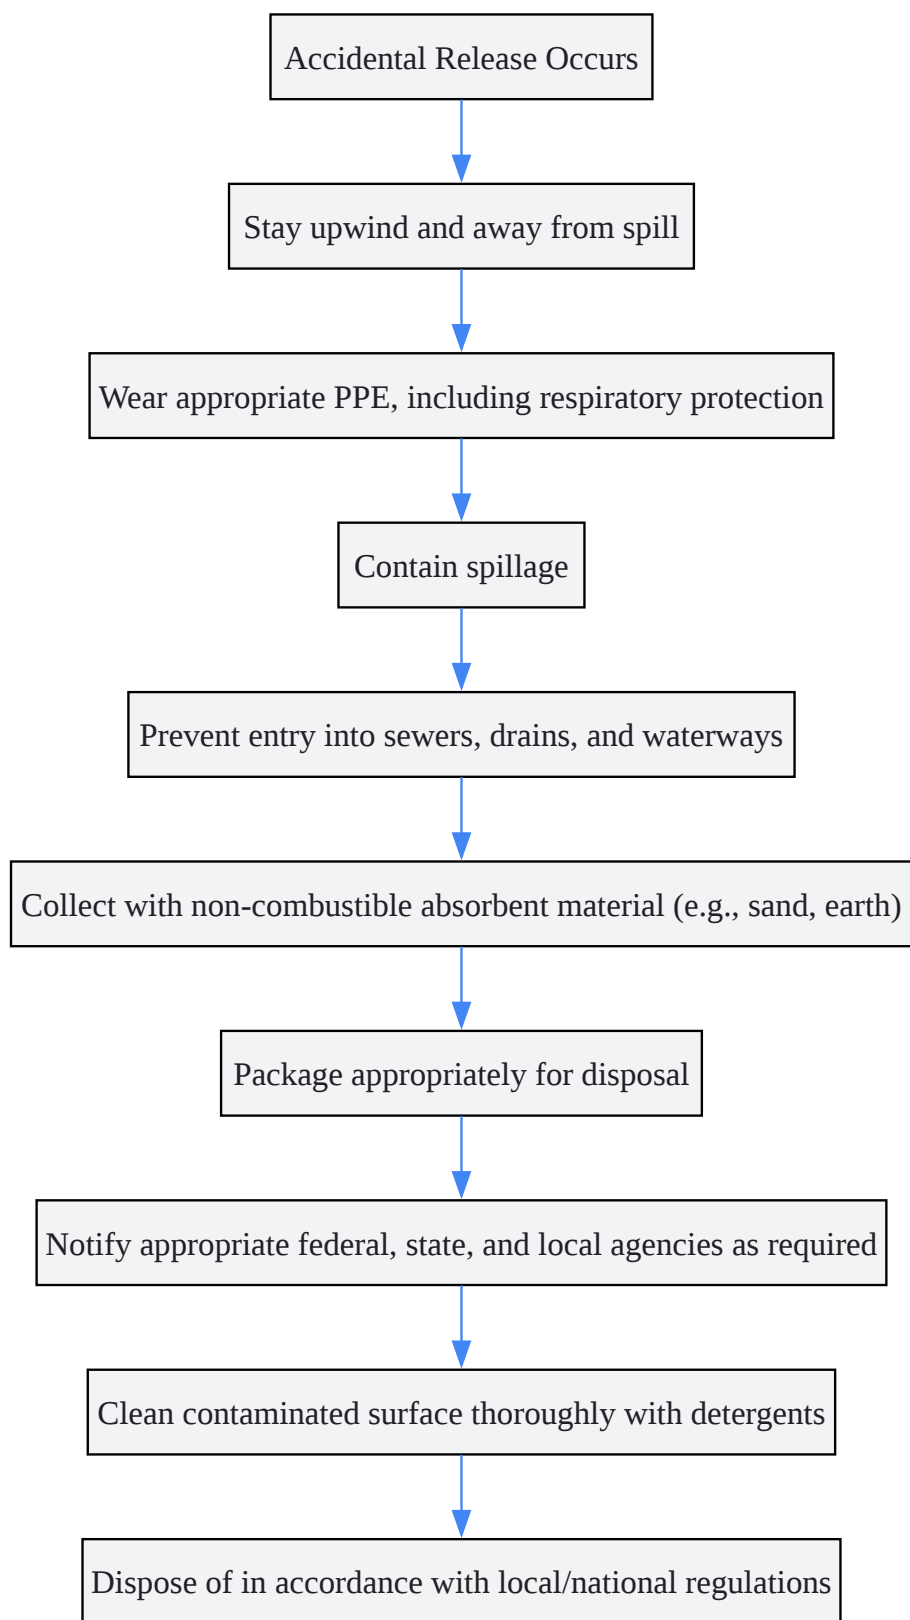 Accidental Release Occurs
Stay upwind and away from spill
Wear appropriate PPE, including respiratory protection
Contain spillage
Prevent entry into sewers, drains, and waterways
Collect with non-combustible absorbent material (e.g., sand, earth)
Package appropriately for disposal
Notify appropriate federal, state, and local agencies as required
Clean contaminated surface thoroughly with detergents
Dispose of in accordance with local/national regulations